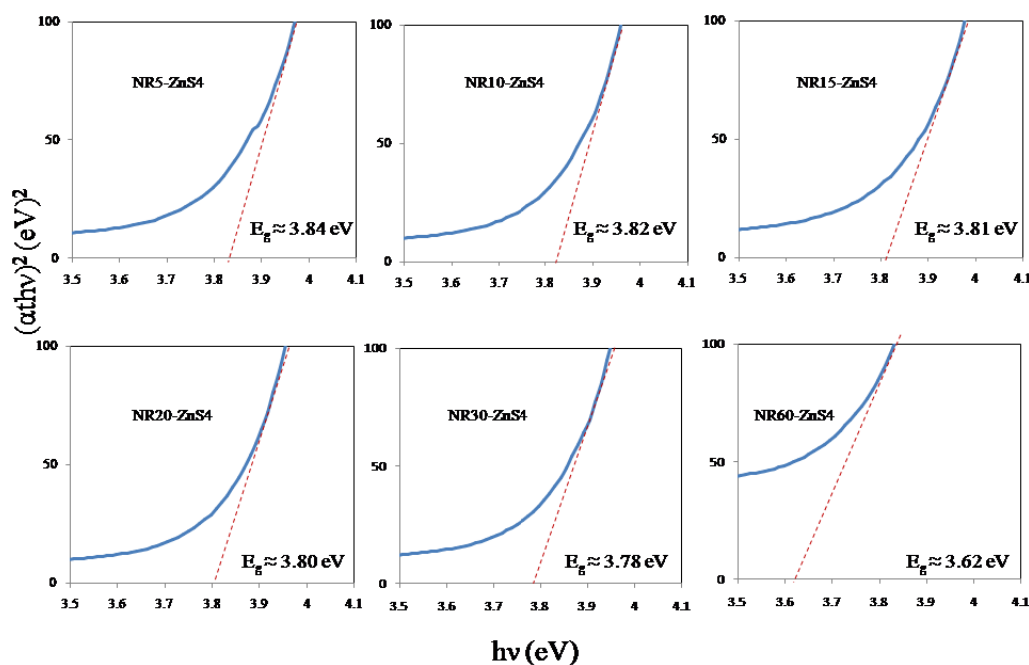 (αthν)² (eV)²
100
50
0
NR5-ZnS4
E_g ≈ 3.84 eV
3.5 3.6 3.7 3.8 3.9 4 4.1
100
50
0
NR10-ZnS4
E_g ≈ 3.82 eV
3.5 3.6 3.7 3.8 3.9 4 4.1
100
50
0
NR15-ZnS4
E_g ≈ 3.81 eV
3.5 3.6 3.7 3.8 3.9 4 4.1
100
50
0
NR20-ZnS4
E_g ≈ 3.80 eV
3.5 3.6 3.7 3.8 3.9 4 4.1
100
50
0
NR30-ZnS4
E_g ≈ 3.78 eV
3.5 3.6 3.7 3.8 3.9 4 4.1
100
50
0
NR60-ZnS4
E_g ≈ 3.62 eV
3.5 3.6 3.7 3.8 3.9 4 4.1
hν (eV)